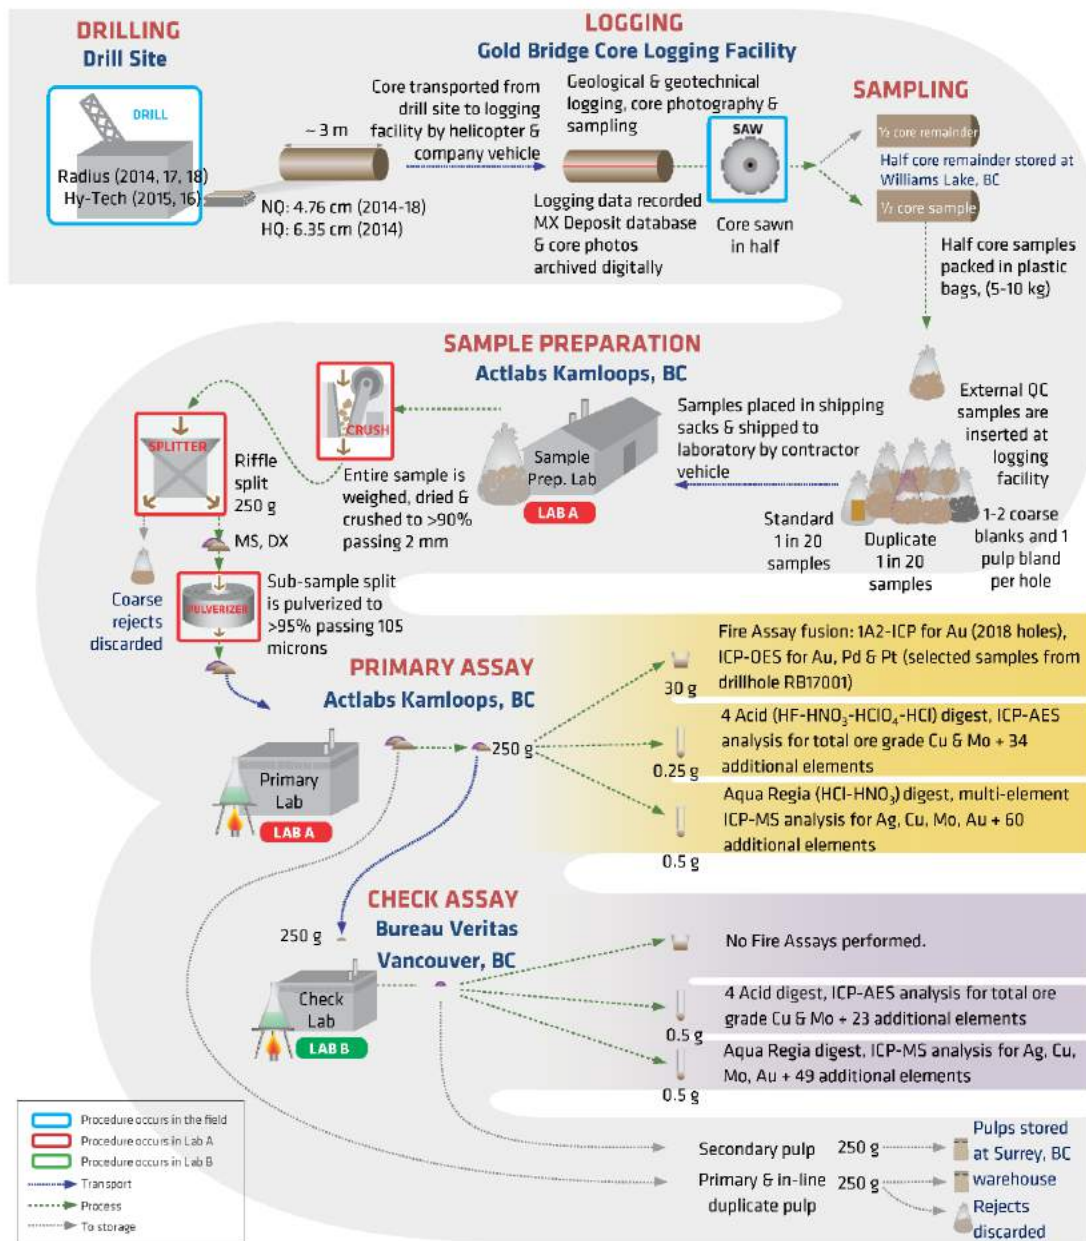 DRILLING
Drill Site
DRILL
Radius (2014, 17, 18)
Hy-Tech (2015, 16)
~ 3 m
NQ: 4.76 cm (2014-18)
HQ: 6.35 cm (2014)
Core transported from
drill site to logging
facility by helicopter &
company vehicle
LOGGING
Gold Bridge Core Logging Facility
Geological & geotechnical
logging, core photography &
sampling
Logging data recorded
MX Deposit database
& core photos
archived digitally
SAW
Core sawn
in half
SAMPLING
½ core remainder
Half core remainder stored at
Williams Lake, BC
½ core sample
Half core samples
packed in plastic
bags, (5-10 kg)
External QC
samples are
inserted at
logging
facility
1-2 coarse
blanks and 1
pulp bland
per hole
Duplicate
1 in 20
samples
Standard
1 in 20
samples
Samples placed in shipping
sacks & shipped to
laboratory by contractor
vehicle
SAMPLE PREPARATION
Actlabs Kamloops, BC
Sample
Prep. Lab
LAB A
CRUSH
Entire sample is
weighed, dried &
crushed to >90%
passing 2 mm
SPLITTER
Riffle
split
250 g
MS, DX
Coarse
rejects
discarded
PULVERIZER
Sub-sample split
is pulverized to
>95% passing 105
microns
PRIMARY ASSAY
Actlabs Kamloops, BC
Primary
Lab
LAB A
250 g
30 g
Fire Assay fusion: 1A2-ICP for Au (2018 holes),
ICP-OES for Au, Pd & Pt (selected samples from
drillhole RB17001)
0.25 g
4 Acid (HF-HNO₃-HClO₄-HCl) digest, ICP-AES
analysis for total ore grade Cu & Mo + 34
additional elements
0.5 g
Aqua Regia (HCl-HNO₃) digest, multi-element
ICP-MS analysis for Ag, Cu, Mo, Au + 60
additional elements
CHECK ASSAY
Bureau Veritas
Vancouver, BC
250 g
Check
Lab
LAB B
No Fire Assays performed.
0.5 g
4 Acid digest, ICP-AES analysis for total ore
grade Cu & Mo + 23 additional elements
0.5 g
Aqua Regia digest, ICP-MS analysis for Ag, Cu,
Mo, Au + 49 additional elements
Secondary pulp
250 g
Primary & in-line
duplicate pulp
250 g
Pulps stored
at Surrey, BC
warehouse
Rejects
discarded
Procedure occurs in the field
Procedure occurs in Lab A
Procedure occurs in Lab B
Transport
Process
To storage